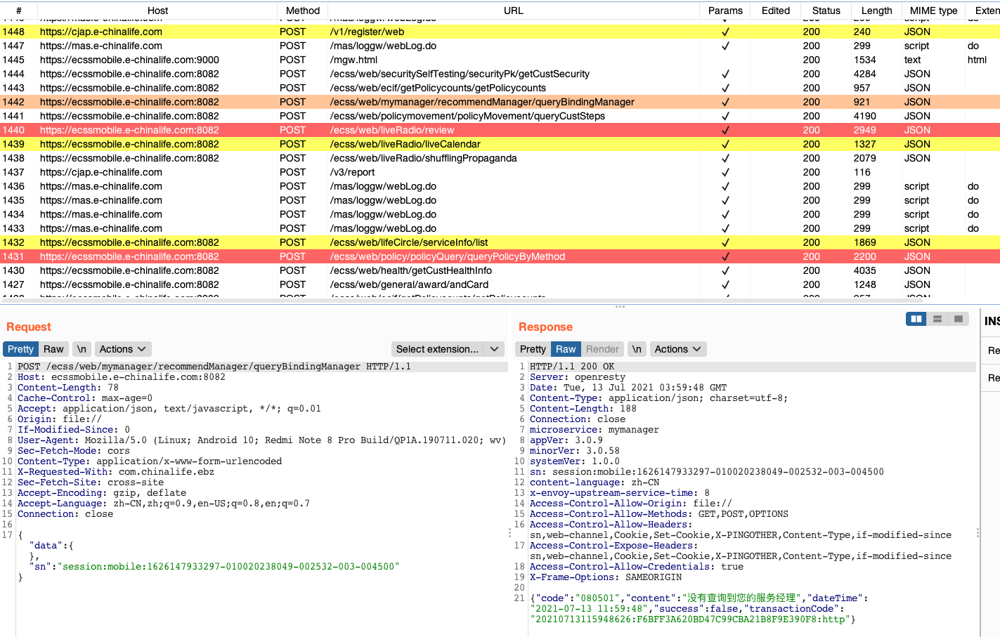 # Host Method URL Params Edited Status Length MIME type Exten
1448 https://cjap.e-chinalife.com POST /v1/register/web ✓ 200 240 JSON
1447 https://mas.e-chinalife.com POST /mas/loggw/webLog.do ✓ 200 299 script do
1445 https://ecssmobile.e-chinalife.com:9000 POST /mgw.html 200 1534 text html
1444 https://ecssmobile.e-chinalife.com:8082 POST /ecss/web/securitySelfTesting/securityPk/getCustSecurity ✓ 200 4284 JSON
1443 https://ecssmobile.e-chinalife.com:8082 POST /ecss/web/ecif/getPolicycounts/getPolicycounts ✓ 200 957 JSON
1442 https://ecssmobile.e-chinalife.com:8082 POST /ecss/web/mymanager/recommendManager/queryBindingManager ✓ 200 921 JSON
1441 https://ecssmobile.e-chinalife.com:8082 POST /ecss/web/policymovement/policyMovement/queryCustSteps ✓ 200 4190 JSON
1440 https://ecssmobile.e-chinalife.com:8082 POST /ecss/web/liveRadio/review ✓ 200 2949 JSON
1439 https://ecssmobile.e-chinalife.com:8082 POST /ecss/web/liveRadio/liveCalendar ✓ 200 1327 JSON
1438 https://ecssmobile.e-chinalife.com:8082 POST /ecss/web/liveRadio/shufflingPropaganda ✓ 200 2079 JSON
1437 https://cjap.e-chinalife.com POST /v3/report ✓ 200 116
1436 https://mas.e-chinalife.com POST /mas/loggw/webLog.do ✓ 200 299 script do
1435 https://mas.e-chinalife.com POST /mas/loggw/webLog.do ✓ 200 299 script do
1434 https://mas.e-chinalife.com POST /mas/loggw/webLog.do ✓ 200 299 script do
1433 https://mas.e-chinalife.com POST /mas/loggw/webLog.do ✓ 200 299 script do
1432 https://ecssmobile.e-chinalife.com:8082 POST /ecss/web/lifeCircle/serviceInfo/list ✓ 200 1869 JSON
1431 https://ecssmobile.e-chinalife.com:8082 POST /ecss/web/policy/policyQuery/queryPolicyByMethod ✓ 200 2200 JSON
1430 https://ecssmobile.e-chinalife.com:8082 POST /ecss/web/health/getCustHealthInfo ✓ 200 4035 JSON
1427 https://ecssmobile.e-chinalife.com:8082 POST /ecss/web/general/award/andCard ✓ 200 1248 JSON
Request
Pretty Raw \n Actions Select extension...
1 POST /ecss/web/mymanager/recommendManager/queryBindingManager HTTP/1.1
2 Host: ecssmobile.e-chinalife.com:8082
3 Content-Length: 78
4 Cache-Control: max-age=0
5 Accept: application/json, text/javascript, */*; q=0.01
6 Origin: file://
7 If-Modified-Since: 0
8 User-Agent: Mozilla/5.0 (Linux; Android 10; Redmi Note 8 Pro Build/QP1A.190711.020; wv)
9 Sec-Fetch-Mode: cors
10 Content-Type: application/x-www-form-urlencoded
11 X-Requested-With: com.chinalife.ebz
12 Sec-Fetch-Site: cross-site
13 Accept-Encoding: gzip, deflate
14 Accept-Language: zh-CN,zh;q=0.9,en-US;q=0.8,en;q=0.7
15 Connection: close
16
17 {
"data":{
},
"sn":"session:mobile:1626147933297-010020238049-002532-003-004500"
}
Response
Pretty Raw Render \n Actions
1 HTTP/1.1 200 OK
2 Server: openresty
3 Date: Tue, 13 Jul 2021 03:59:48 GMT
4 Content-Type: application/json; charset=utf-8;
5 Content-Length: 188
6 Connection: close
7 microservice: mymanager
8 appVer: 3.0.9
9 minorVer: 3.0.58
10 systemVer: 1.0.0
11 sn: session:mobile:1626147933297-010020238049-002532-003-004500
12 content-language: zh-CN
13 x-envoy-upstream-service-time: 8
14 Access-Control-Allow-Origin: file://
15 Access-Control-Allow-Methods: GET,POST,OPTIONS
16 Access-Control-Allow-Headers:
sn,web-channel,Cookie,Set-Cookie,X-PINGOTHER,Content-Type,if-modified-since
17 Access-Control-Expose-Headers:
sn,web-channel,Cookie,Set-Cookie,X-PINGOTHER,Content-Type,if-modified-since
18 Access-Control-Allow-Credentials: true
19 X-Frame-Options: SAMEORIGIN
20
21 {"code":"080501","content":"没有查询到您的服务经理","dateTime":
"2021-07-13 11:59:48","success":false,"transactionCode":
"20210713115948626:F6BFF3A620BD47C99CBA21B8F9E390F8:http"}
INS
Re
Re